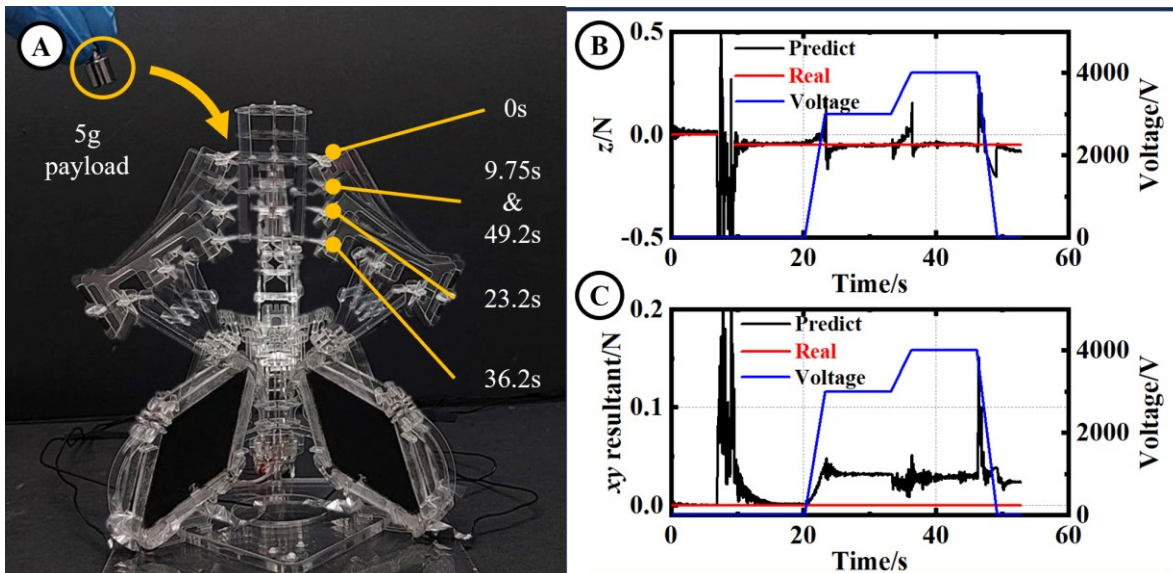 A
5g
payload
0s
9.75s
&
49.2s
23.2s
36.2s
B
0.5
0.0
-0.5
z/N
Predict
Real
Voltage
4000
2000
0
Voltage/V
0 20 40 60
Time/s
C
0.2
0.1
0.0
xy resultant/N
Predict
Real
Voltage
4000
2000
0
Voltage/V
0 20 40 60
Time/s